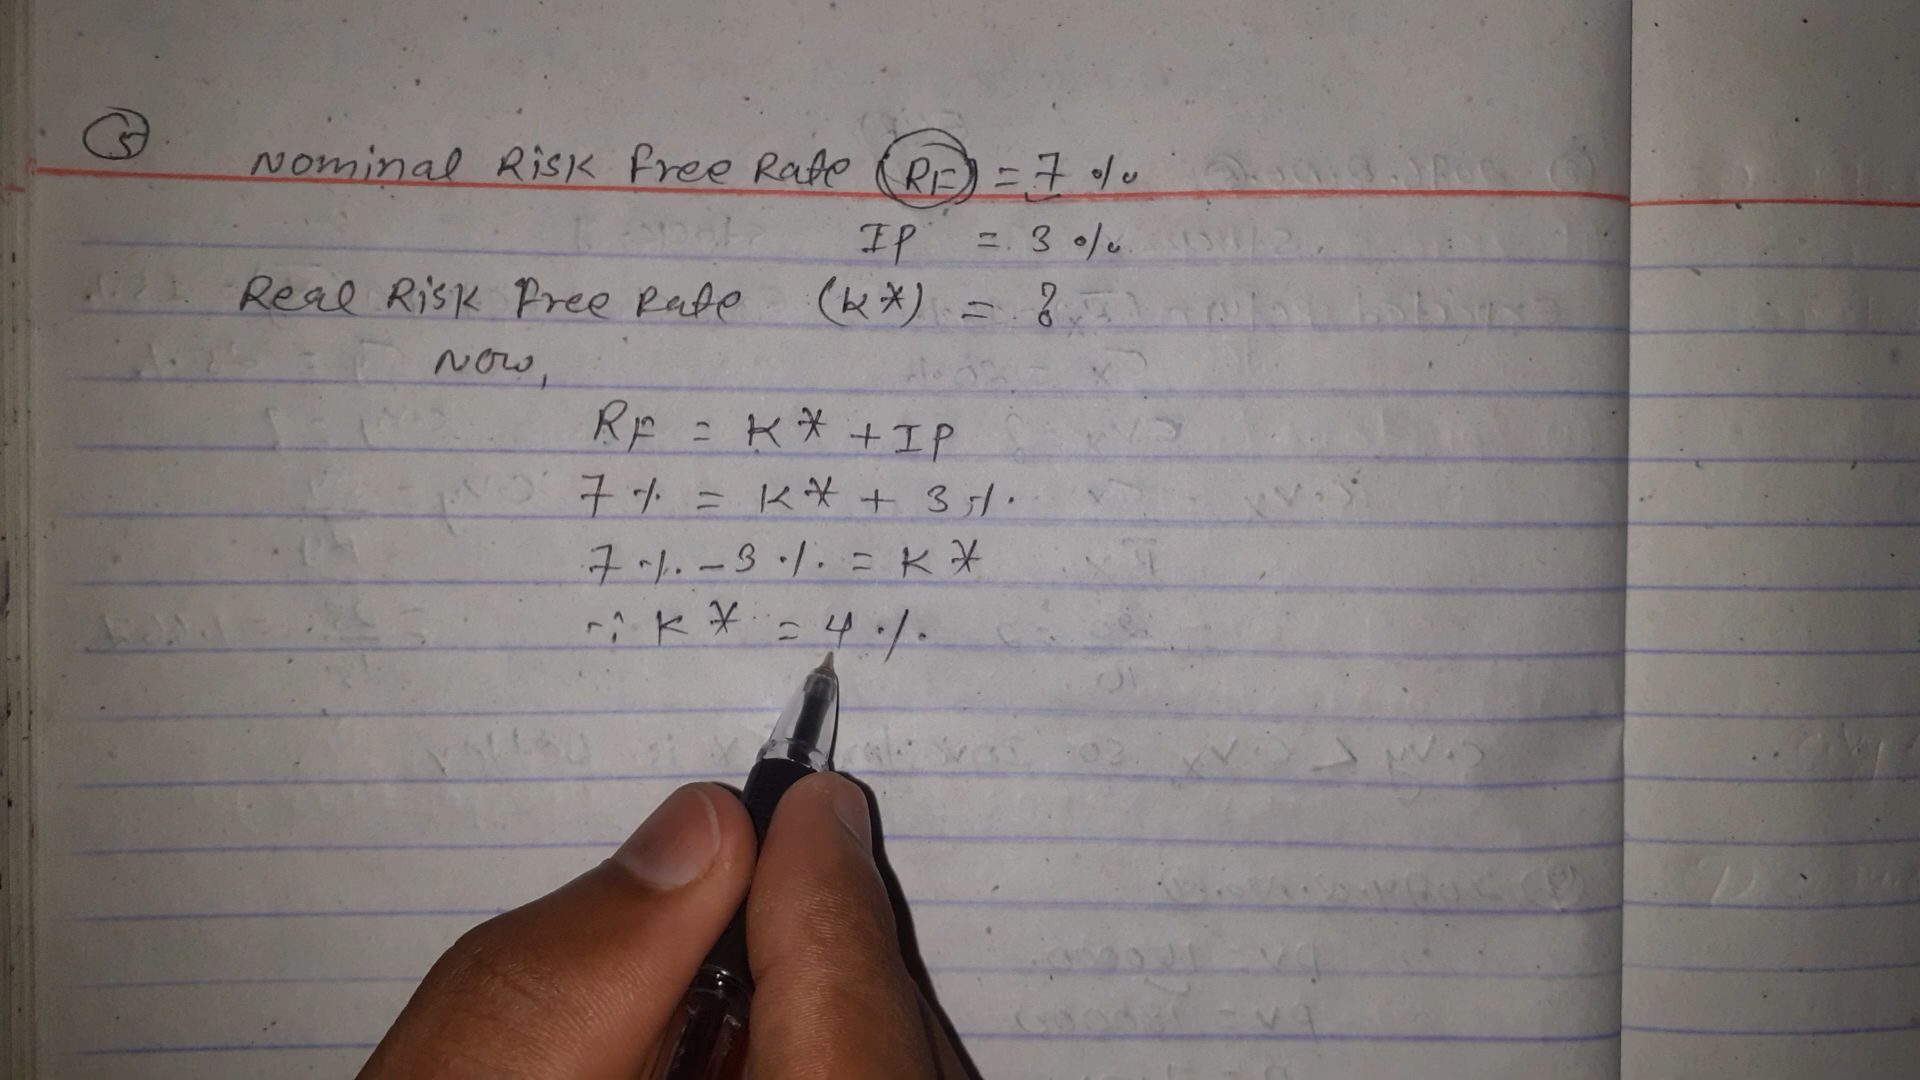 5
Nominal Risk Free Rate (RF) = 7 %
IP = 3 %
Real Risk Free Rate (K*) = ?
Now,
RF = K* + IP
7% = K* + 3%
7% - 3% = K*
∴ K* = 4%